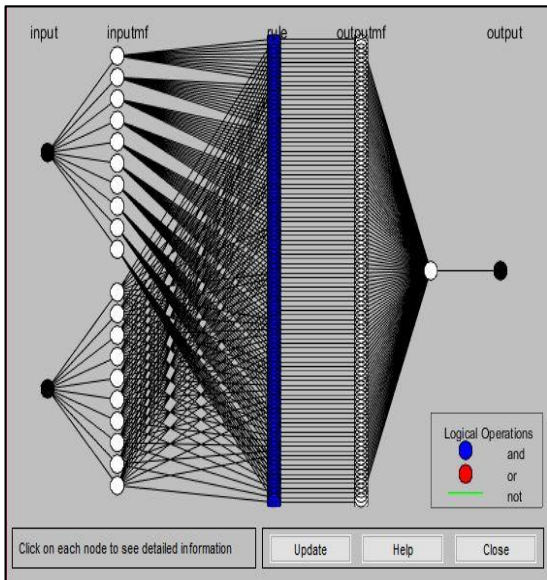 input inputmf rule outputmf output
Logical Operations
and
or
not
Click on each node to see detailed information
Update Help Close